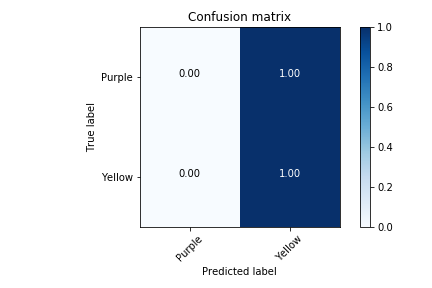 Confusion matrix
True label
Purple
Yellow
0.00
1.00
0.00
1.00
Purple
Yellow
Predicted label
1.0
0.8
0.6
0.4
0.2
0.0